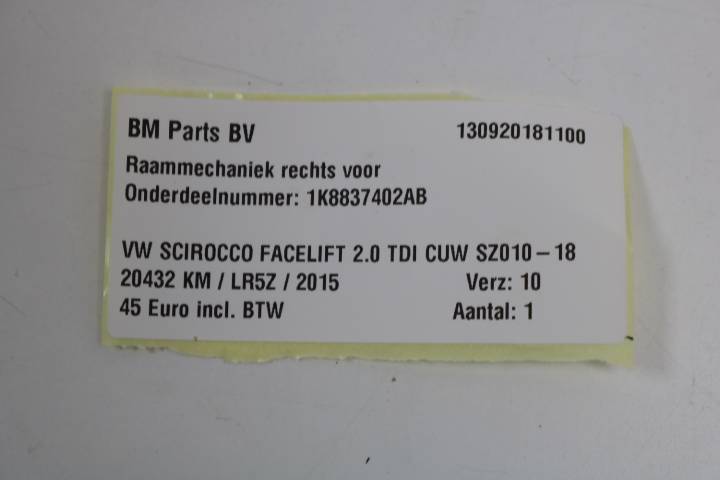 BM Parts BV 130920181100
Raammechaniek rechts voor
Onderdeelnummer: 1K8837402AB
VW SCIROCCO FACELIFT 2.0 TDI CUW SZ010 – 18
20432 KM / LR5Z / 2015 Verz: 10
45 Euro incl. BTW Aantal: 1